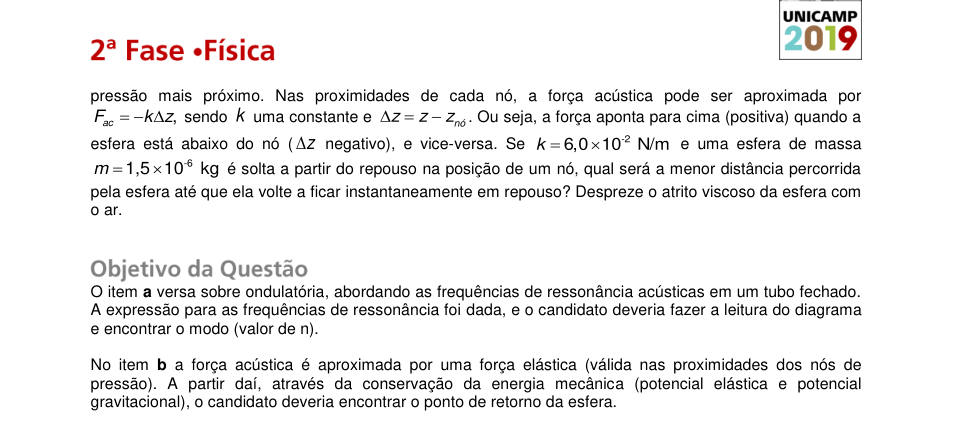 UNICAMP
2019
2ª Fase •Física
pressão mais próximo. Nas proximidades de cada nó, a força acústica pode ser aproximada por
F_ac = −kΔz, sendo k uma constante e Δz = z − z_nó. Ou seja, a força aponta para cima (positiva) quando a
esfera está abaixo do nó (Δz negativo), e vice-versa. Se k = 6,0×10⁻² N/m e uma esfera de massa
m = 1,5×10⁻⁶ kg é solta a partir do repouso na posição de um nó, qual será a menor distância percorrida
pela esfera até que ela volte a ficar instantaneamente em repouso? Despreze o atrito viscoso da esfera com
o ar.
Objetivo da Questão
O item a versa sobre ondulatória, abordando as frequências de ressonância acústicas em um tubo fechado.
A expressão para as frequências de ressonância foi dada, e o candidato deveria fazer a leitura do diagrama
e encontrar o modo (valor de n).
No item b a força acústica é aproximada por uma força elástica (válida nas proximidades dos nós de
pressão). A partir daí, através da conservação da energia mecânica (potencial elástica e potencial
gravitacional), o candidato deveria encontrar o ponto de retorno da esfera.